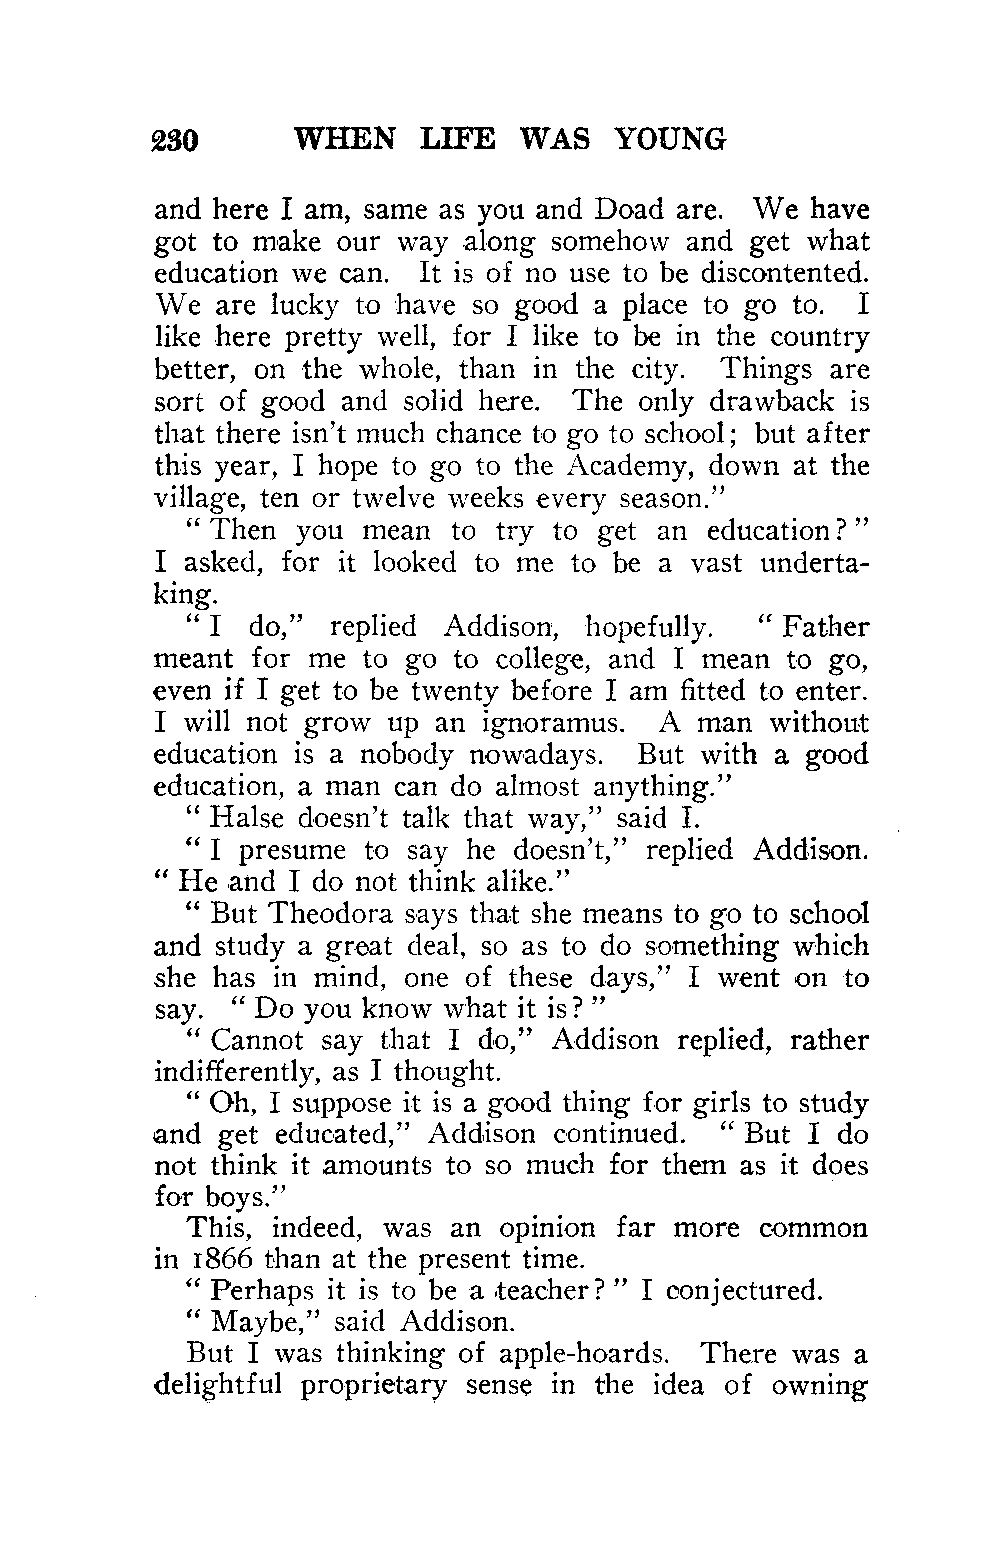 230 WHEN LIFE WAS YOUNG
and here I am, same as you and Doad are. We have
got to make our way along somehow and get what
education we can. It is of no use to be discontented.
We are lucky to have so good a place to go to. I
like here pretty well, for I like to be in the country
better, on the whole, than in the city. Things are
sort of good and solid here. The only drawback is
that there isn't much chance to go to school; but after
this year, I hope to go to the Academy, down at the
village, ten or twelve weeks every season."
" Then you mean to try to get an education? "
I asked, for it looked to me to be a vast underta-
king.
" I do," replied Addison, hopefully. " Father
meant for me to go to college, and I mean to go,
even if I get to be twenty before I am fitted to enter.
I will not grow up an ignoramus. A man without
education is a nobody nowadays. But with a good
education, a man can do almost anything."
" Halse doesn't talk that way," said I.
" I presume to say he doesn't," replied Addison.
" He and I do not think alike."
" But Theodora says that she means to go to school
and study a great deal, so as to do something which
she has in mind, one of these days," I went on to
say. " Do you know what it is? "
" Cannot say that I do," Addison replied, rather
indifferently, as I thought.
" Oh, I suppose it is a good thing for girls to study
and get educated," Addison continued. " But I do
not think it amounts to so much for them as it does
for boys."
This, indeed, was an opinion far more common
in 1866 than at the present time.
" Perhaps it is to be a teacher? " I conjectured.
" Maybe," said Addison.
But I was thinking of apple-hoards. There was a
delightful proprietary sense in the idea of owning